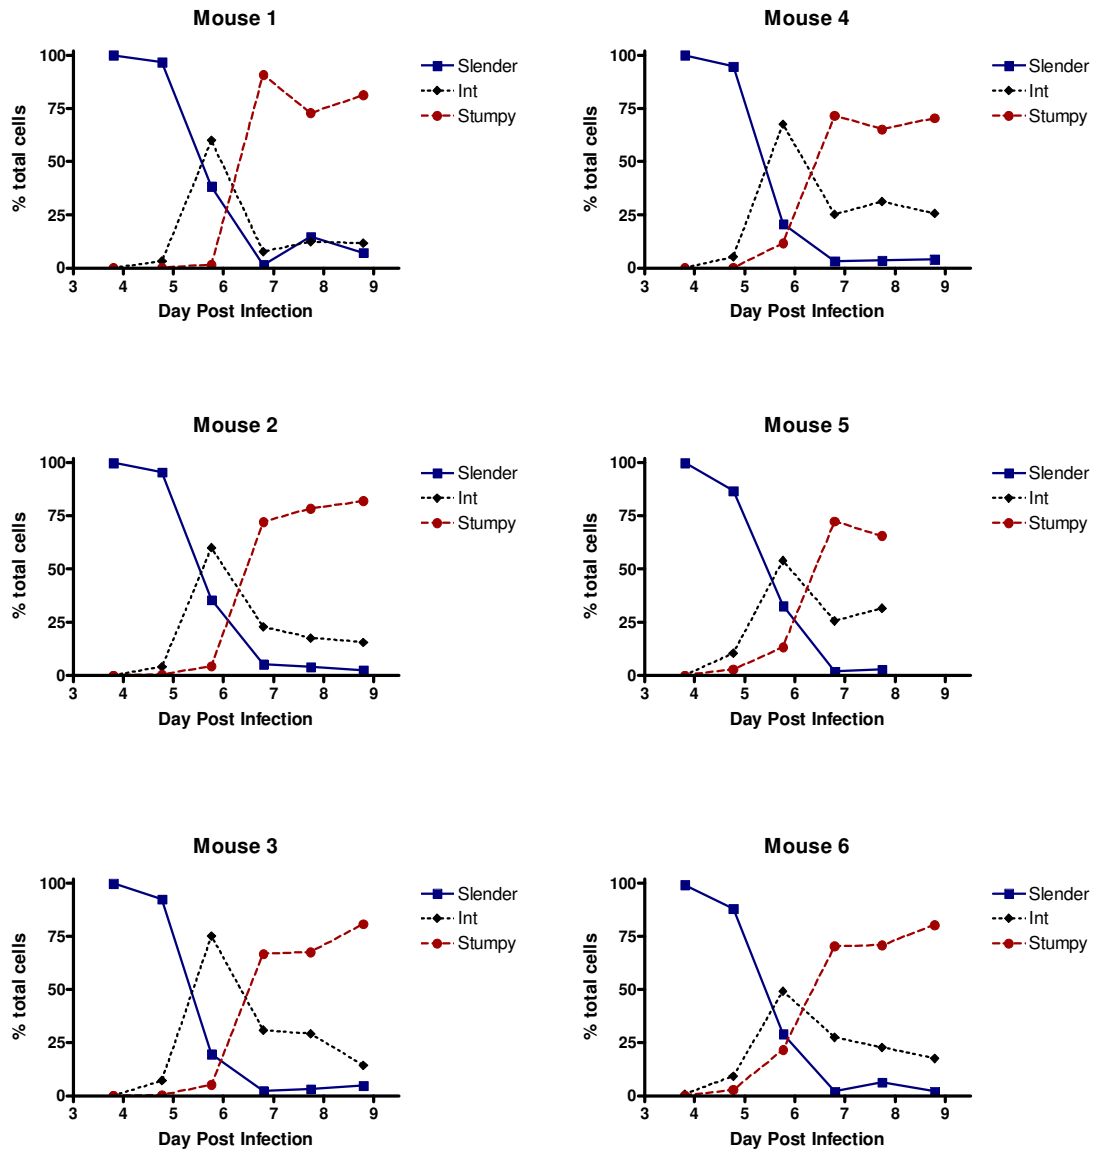 Mouse 1
100
75
50
25
0
% total cells
3 4 5 6 7 8 9
Day Post Infection
Slender
Int
Stumpy
Mouse 4
100
75
50
25
0
% total cells
3 4 5 6 7 8 9
Day Post Infection
Slender
Int
Stumpy
Mouse 2
100
75
50
25
0
% total cells
3 4 5 6 7 8 9
Day Post Infection
Slender
Int
Stumpy
Mouse 5
100
75
50
25
0
% total cells
3 4 5 6 7 8 9
Day Post Infection
Slender
Int
Stumpy
Mouse 3
100
75
50
25
0
% total cells
3 4 5 6 7 8 9
Day Post Infection
Slender
Int
Stumpy
Mouse 6
100
75
50
25
0
% total cells
3 4 5 6 7 8 9
Day Post Infection
Slender
Int
Stumpy